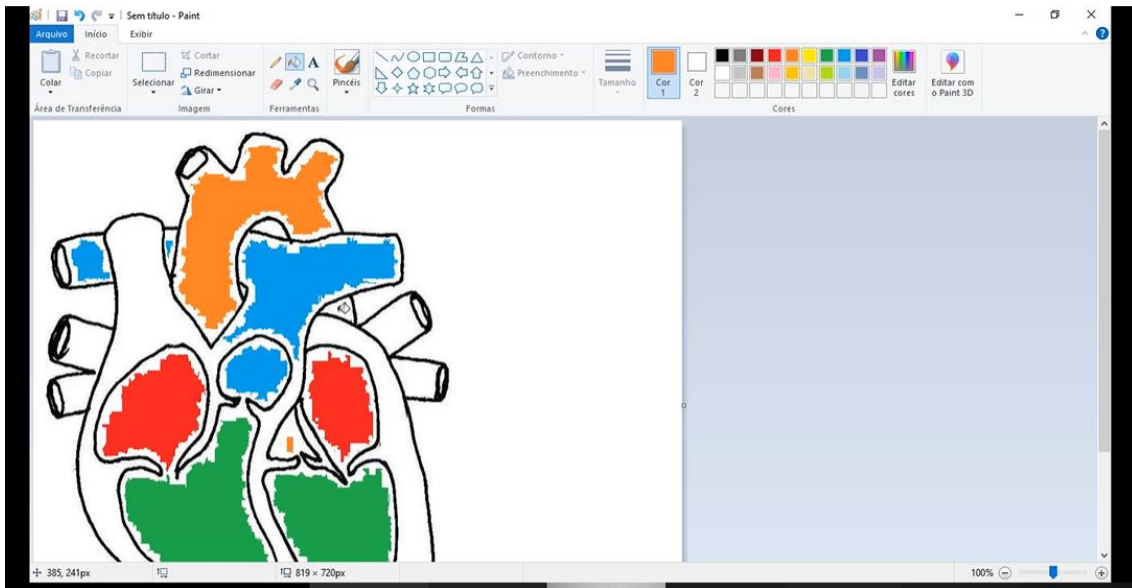 Sem título - Paint
Arquivo Início Exibir
Colar
Recortar
Copiar
Área de Transferência
Selecionar
Cortar
Redimensionar
Girar
Imagem
A
Ferramentas
Pincéis
Contorno
Preenchimento
Formas
Tamanho
Cor
1
Cor
2
Editar
cores
Cores
Editar com
o Paint 3D
385, 241px
819 × 720px
100%